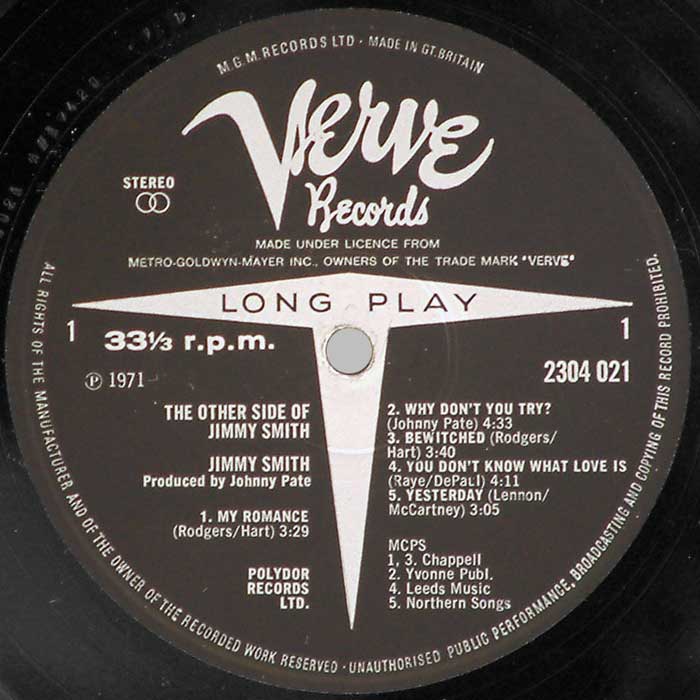 M.G.M. RECORDS LTD · MADE IN GT. BRITAIN
Verve
Records
STEREO
MADE UNDER LICENCE FROM
METRO-GOLDWYN-MAYER INC., OWNERS OF THE TRADE MARK "VERVE"
LONG PLAY
1
33⅓ r.p.m.
1
℗ 1971
2304 021
THE OTHER SIDE OF
JIMMY SMITH
JIMMY SMITH
Produced by Johnny Pate
1. MY ROMANCE
(Rodgers/Hart) 3:29
POLYDOR
RECORDS
LTD.
2. WHY DON'T YOU TRY?
(Johnny Pate) 4:33
3. BEWITCHED (Rodgers/
Hart) 3:40
4. YOU DON'T KNOW WHAT LOVE IS
(Raye/DePaul) 4:11
5. YESTERDAY (Lennon/
McCartney) 3:05
MCPS
1, 3. Chappell
2. Yvonne Publ.
4. Leeds Music
5. Northern Songs
ALL RIGHTS OF THE MANUFACTURER AND OF THE OWNER OF THE RECORDED WORK RESERVED · UNAUTHORISED PUBLIC PERFORMANCE, BROADCASTING AND COPYING OF THIS RECORD PROHIBITED.